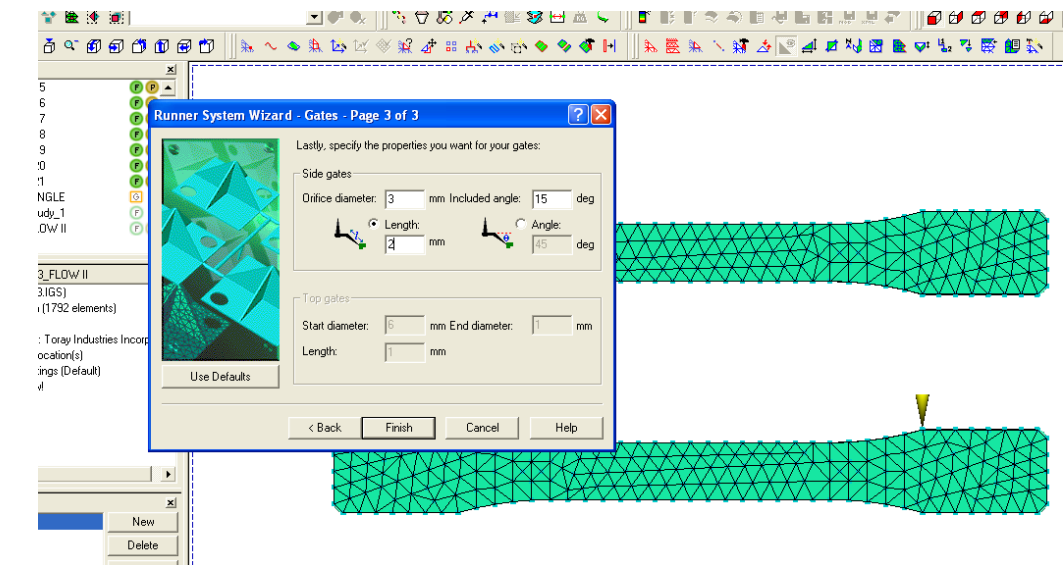 5 F P
6 F
7 F
8 F
9 F
:0 F
:1 F
NGLE G
udy_1 F
.OW II F
3_FLOW II
3.IGS)
(1792 elements)
: Toray Industries Incorp
ocation(s)
tings (Default)
w!
New
Delete
Runner System Wizard - Gates - Page 3 of 3
Lastly, specify the properties you want for your gates:
Side gates
Orifice diameter: 3 mm Included angle: 15 deg
Length: Angle:
2 mm 45 deg
Top gates
Start diameter: 6 mm End diameter: 1 mm
Length: 1 mm
Use Defaults
< Back Finish Cancel Help